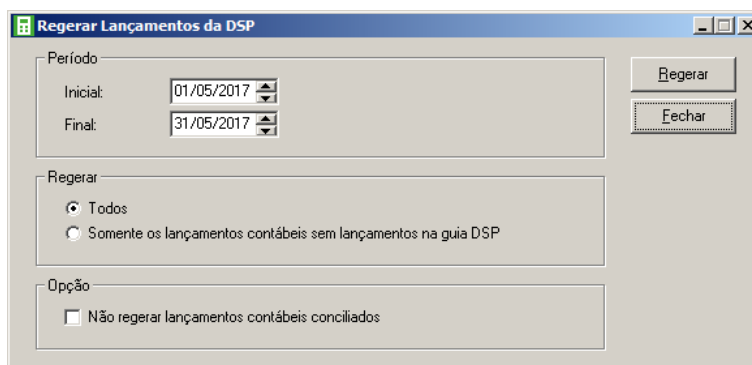 Regerar Lançamentos da DSP
Período
Inicial: 01/05/2017
Final: 31/05/2017
Regerar
Fechar
Regerar
Todos
Somente os lançamentos contábeis sem lançamentos na guia DSP
Opção
Não regerar lançamentos contábeis conciliados